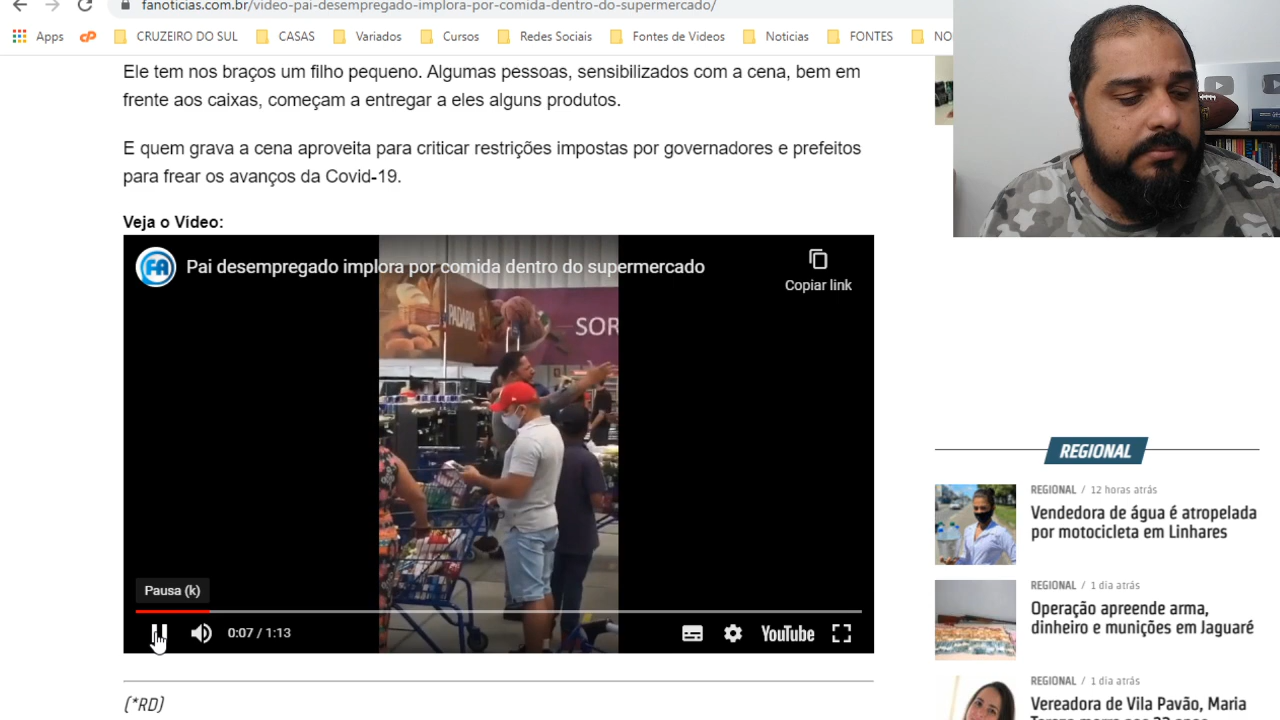 fanoticias.com.br/video-pai-desempregado-implora-por-comida-dentro-do-supermercado/
Apps
CRUZEIRO DO SUL
CASAS
Variados
Cursos
Redes Sociais
Fontes de Videos
Noticias
FONTES
NO
Ele tem nos braços um filho pequeno. Algumas pessoas, sensibilizados com a cena, bem em
frente aos caixas, começam a entregar a eles alguns produtos.
E quem grava a cena aproveita para criticar restrições impostas por governadores e prefeitos
para frear os avanços da Covid-19.
Veja o Vídeo:
FA
Pai desempregado implora por comida dentro do supermercado
Copiar link
PADARIA
SOR
Pausa (k)
0:07 / 1:13
YouTube
(*RD)
REGIONAL
REGIONAL / 12 horas atrás
Vendedora de água é atropelada
por motocicleta em Linhares
REGIONAL / 1 dia atrás
Operação apreende arma,
dinheiro e munições em Jaguaré
REGIONAL / 1 dia atrás
Vereadora de Vila Pavão, Maria